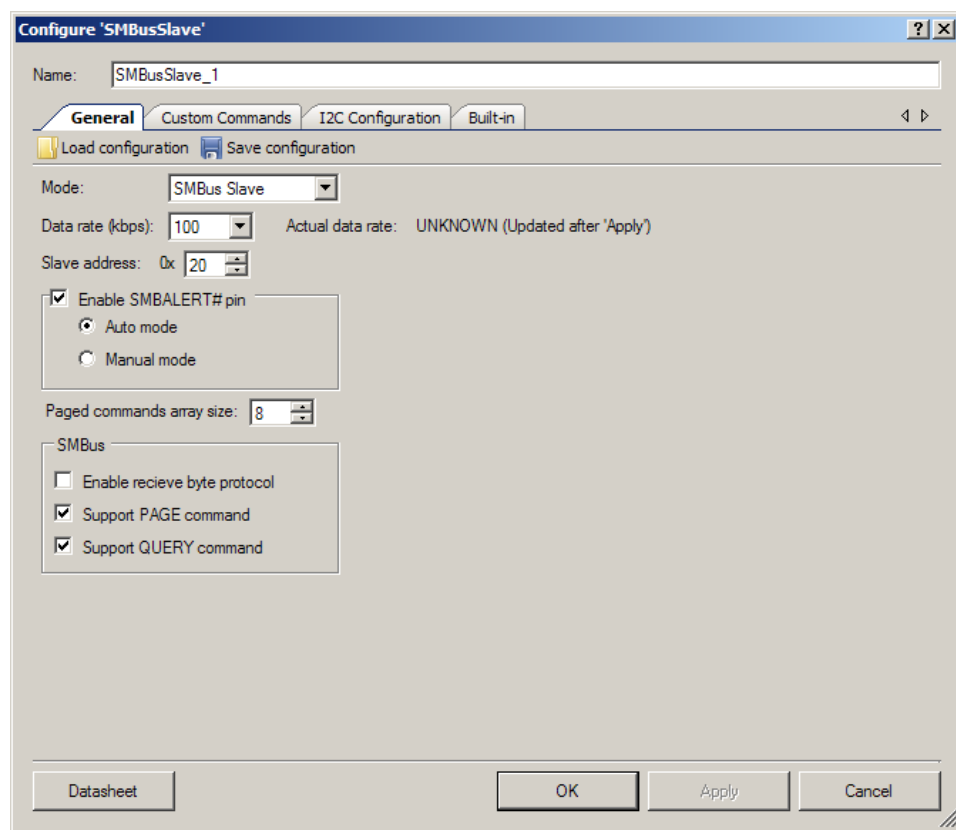 Configure 'SMBusSlave'
Name: SMBusSlave_1
General Custom Commands I2C Configuration Built-in
Load configuration Save configuration
Mode: SMBus Slave
Data rate (kbps): 100 Actual data rate: UNKNOWN (Updated after 'Apply')
Slave address: 0x 20
Enable SMBALERT# pin
Auto mode
Manual mode
Paged commands array size: 8
SMBus
Enable recieve byte protocol
Support PAGE command
Support QUERY command
Datasheet OK Apply Cancel